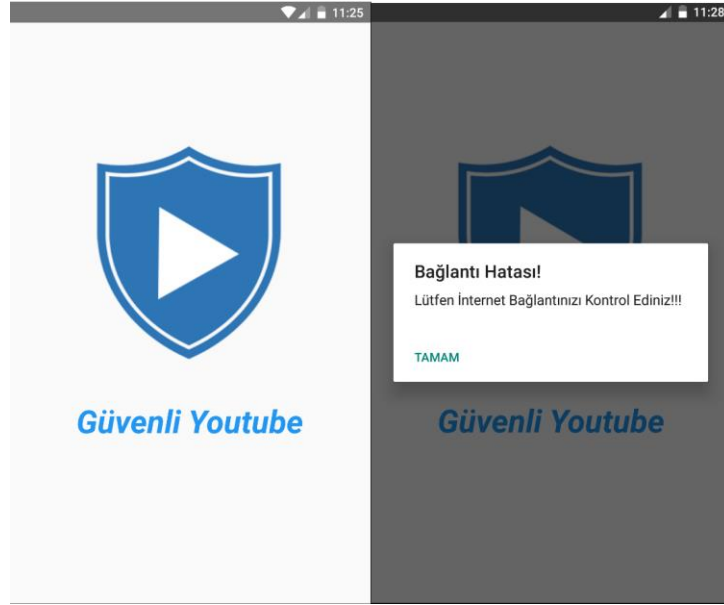 11:25
Güvenli Youtube
11:28
Bağlantı Hatası!
Lütfen İnternet Bağlantınızı Kontrol Ediniz!!!
TAMAM
Güvenli Youtube